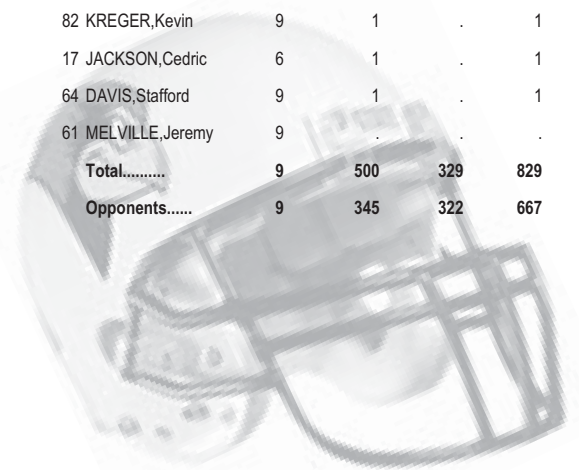 82 KREGER,Kevin 9 1 . 1
17 JACKSON,Cedric 6 1 . 1
64 DAVIS,Stafford 9 1 . 1
61 MELVILLE,Jeremy 9 . . .
Total.......... 9 500 329 829
Opponents...... 9 345 322 667